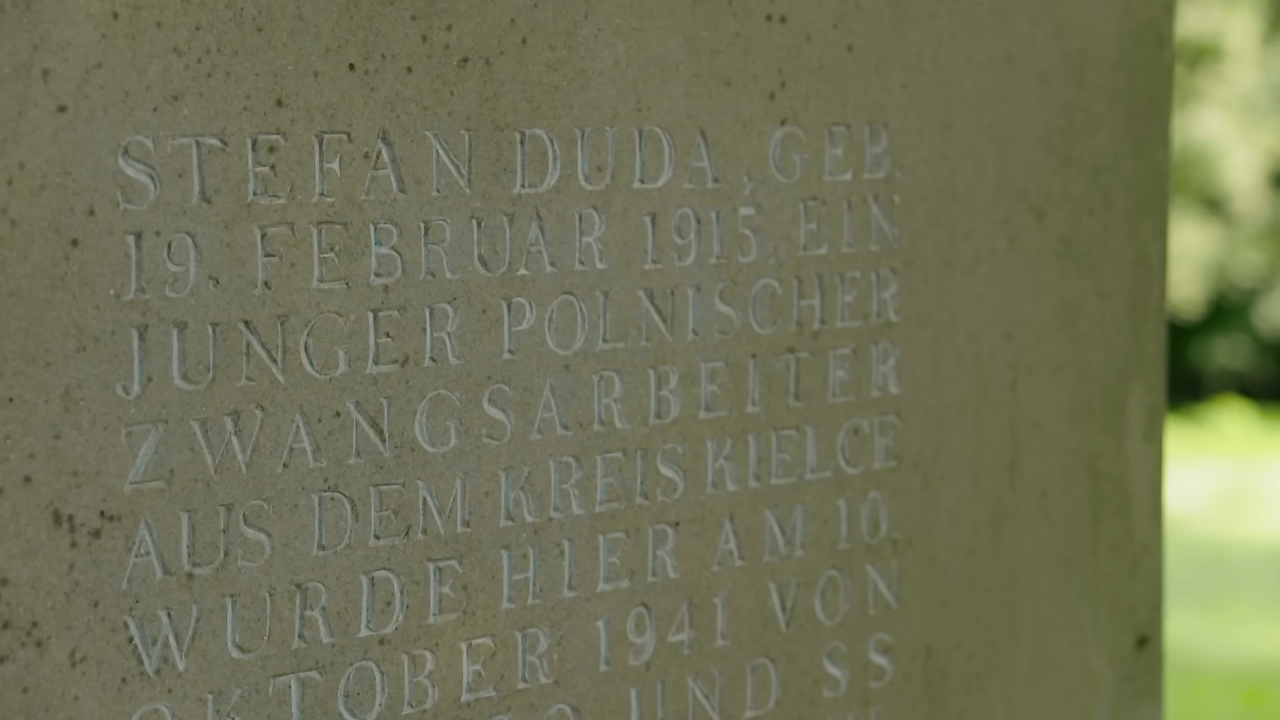 STEFAN DUDA, GEB.
19. FEBRUAR 1915, EIN
JUNGER POLNISCHER
ZWANGSARBEITER
AUS DEM KREIS KIELCE
WURDE HIER AM 10.
OKTOBER 1941 VON
UND SS